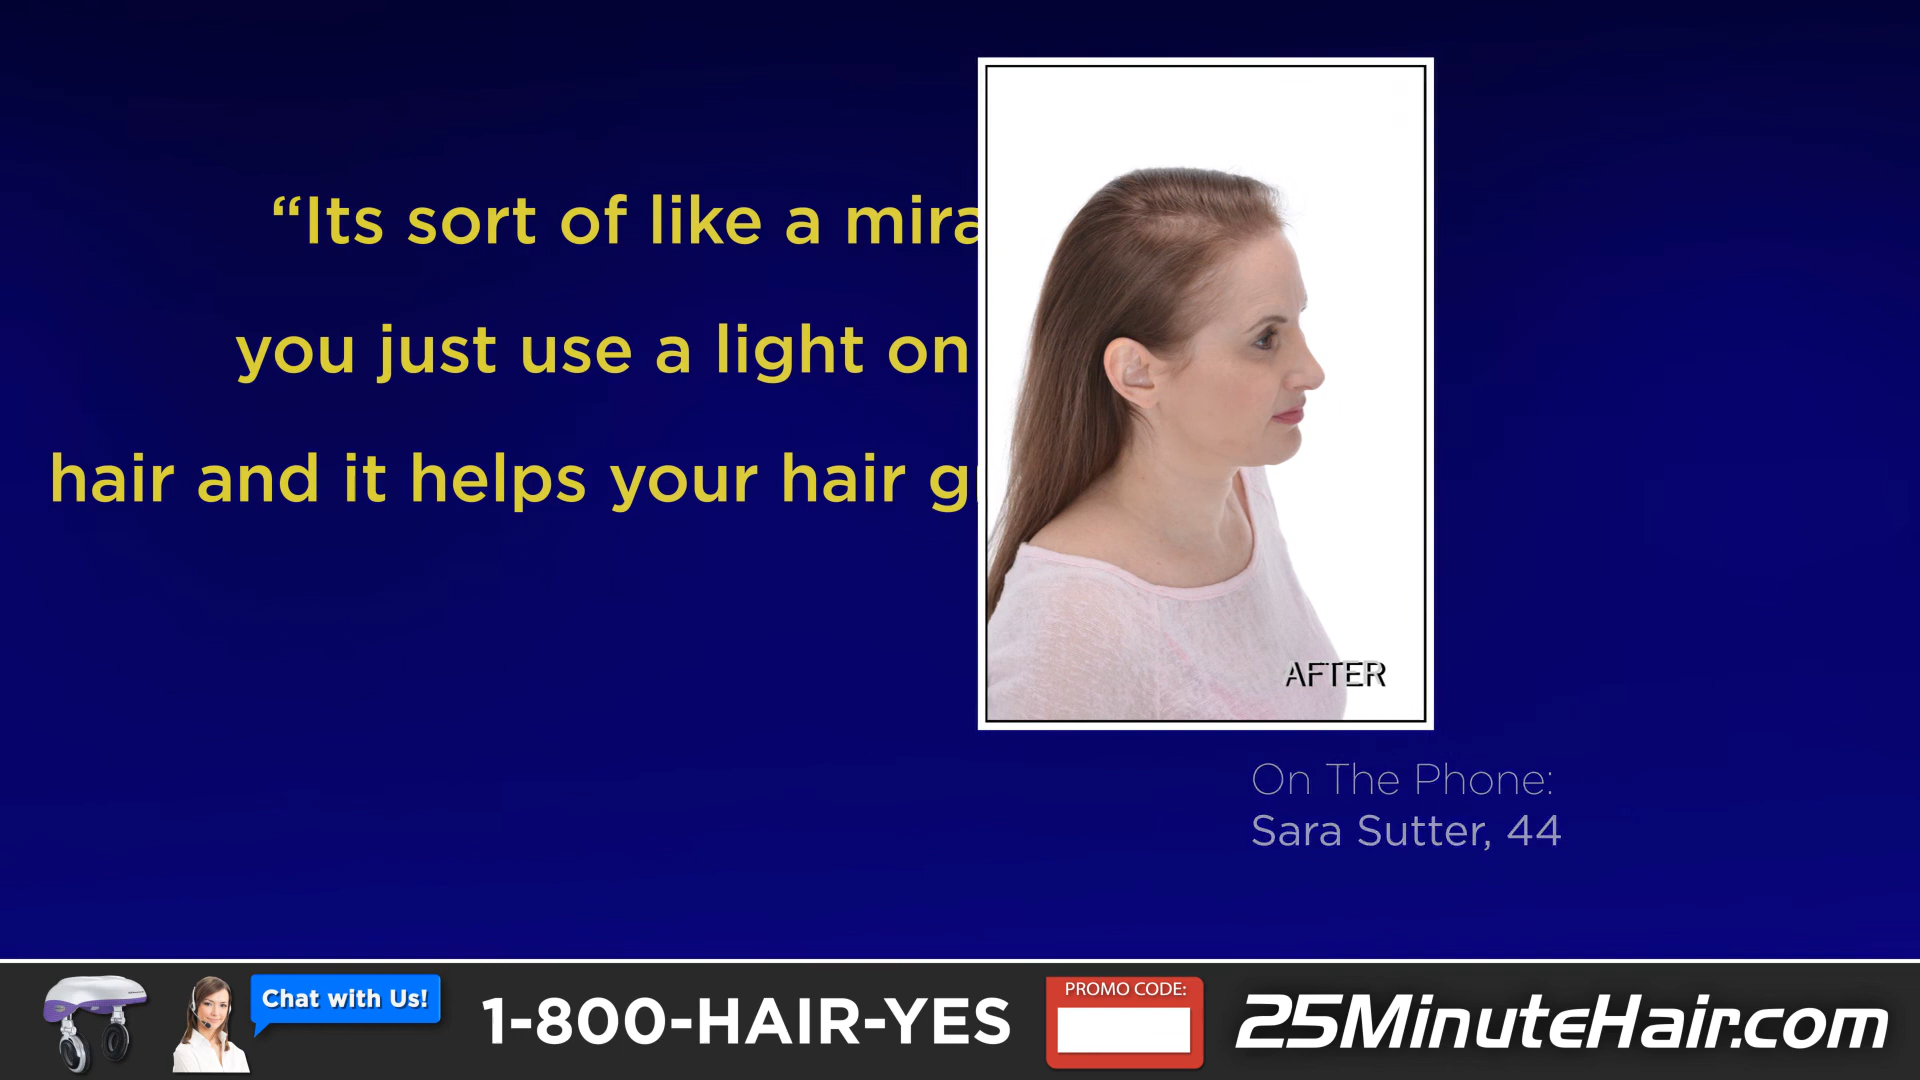 “Its sort of like a mira
you just use a light on
hair and it helps your hair g
AFTER
On The Phone:
Sara Sutter, 44
Chat with Us!
1-800-HAIR-YES
PROMO CODE:
25MinuteHair.com